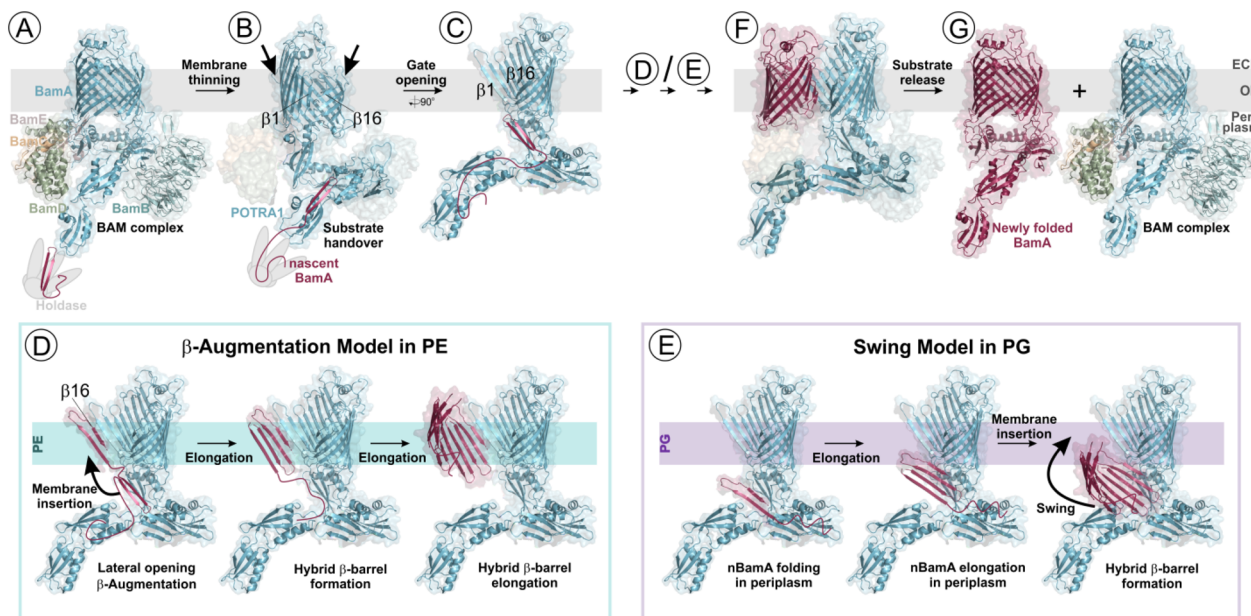 A
B
C
F
G
Membrane
thinning
Gate
opening
90°
D / E
Substrate
release
EC
O
Peri
plasm
BamA
BamE
BamD
BamB
BAM complex
Holdase
β1
β16
POTRA1
Substrate
handover
nascent
BamA
β16
β1
+
Newly folded
BamA
BAM complex
D
β-Augmentation Model in PE
β16
PE
Membrane
insertion
Elongation
Elongation
Lateral opening
β-Augmentation
Hybrid β-barrel
formation
Hybrid β-barrel
elongation
E
Swing Model in PG
PG
Elongation
Membrane
insertion
Swing
nBamA folding
in periplasm
nBamA elongation
in periplasm
Hybrid β-barrel
formation